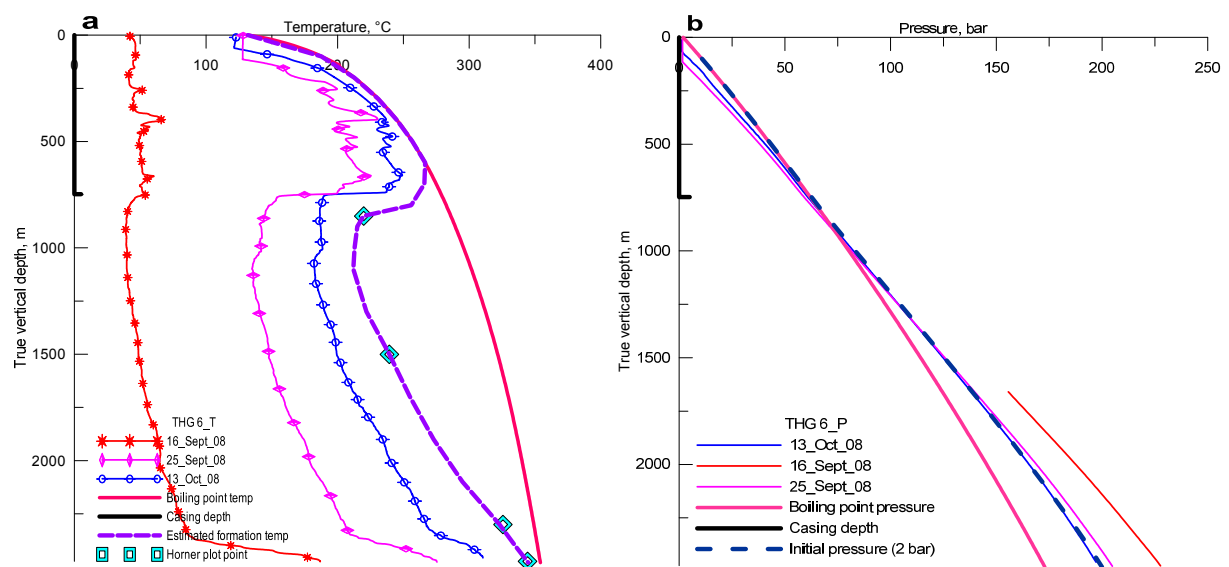 a
Temperature, °C
0
100
200
300
400
0
500
1000
1500
2000
True vertical depth, m
THG 6_T
16_Sept_08
25_Sept_08
13_Oct_08
Boiling point temp
Casing depth
Estimated formation temp
Horner plot point
b
Pressure, bar
0
50
100
150
200
250
0
500
1000
1500
2000
True vertical depth, m
THG 6_P
13_Oct_08
16_Sept_08
25_Sept_08
Boiling point pressure
Casing depth
Initial pressure (2 bar)